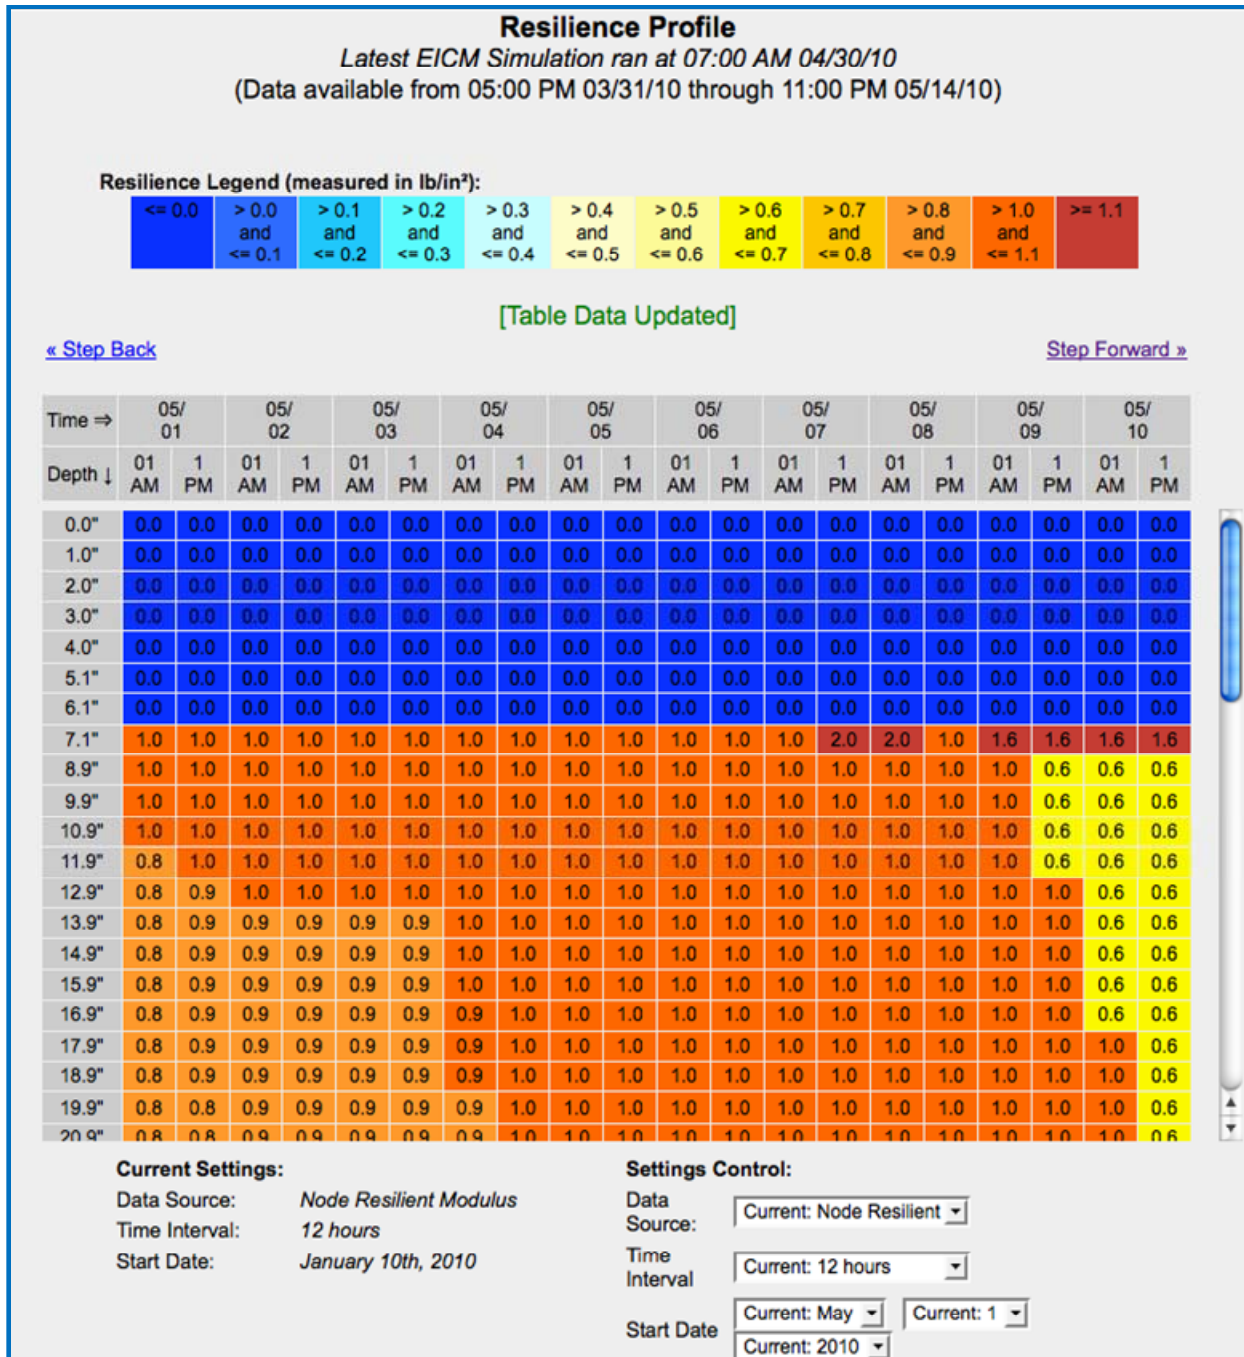 Resilience Profile
Latest EICM Simulation ran at 07:00 AM 04/30/10
(Data available from 05:00 PM 03/31/10 through 11:00 PM 05/14/10)
Resilience Legend (measured in lb/in²):
<= 0.0 > 0.0 > 0.1 > 0.2 > 0.3 > 0.4 > 0.5 > 0.6 > 0.7 > 0.8 > 1.0 >= 1.1
and and and and and and and and and and
<= 0.1 <= 0.2 <= 0.3 <= 0.4 <= 0.5 <= 0.6 <= 0.7 <= 0.8 <= 0.9 <= 1.1
[Table Data Updated]
« Step Back Step Forward »
Time ⇒ 05/ 05/ 05/ 05/ 05/ 05/ 05/ 05/ 05/ 05/
01 02 03 04 05 06 07 08 09 10
Depth ↓ 01 1 01 1 01 1 01 1 01 1 01 1 01 1 01 1 01 1 01 1
AM PM AM PM AM PM AM PM AM PM AM PM AM PM AM PM AM PM AM PM
0.0" 0.0 0.0 0.0 0.0 0.0 0.0 0.0 0.0 0.0 0.0 0.0 0.0 0.0 0.0 0.0 0.0 0.0 0.0 0.0 0.0
1.0" 0.0 0.0 0.0 0.0 0.0 0.0 0.0 0.0 0.0 0.0 0.0 0.0 0.0 0.0 0.0 0.0 0.0 0.0 0.0 0.0
2.0" 0.0 0.0 0.0 0.0 0.0 0.0 0.0 0.0 0.0 0.0 0.0 0.0 0.0 0.0 0.0 0.0 0.0 0.0 0.0 0.0
3.0" 0.0 0.0 0.0 0.0 0.0 0.0 0.0 0.0 0.0 0.0 0.0 0.0 0.0 0.0 0.0 0.0 0.0 0.0 0.0 0.0
4.0" 0.0 0.0 0.0 0.0 0.0 0.0 0.0 0.0 0.0 0.0 0.0 0.0 0.0 0.0 0.0 0.0 0.0 0.0 0.0 0.0
5.1" 0.0 0.0 0.0 0.0 0.0 0.0 0.0 0.0 0.0 0.0 0.0 0.0 0.0 0.0 0.0 0.0 0.0 0.0 0.0 0.0
6.1" 0.0 0.0 0.0 0.0 0.0 0.0 0.0 0.0 0.0 0.0 0.0 0.0 0.0 0.0 0.0 0.0 0.0 0.0 0.0 0.0
7.1" 1.0 1.0 1.0 1.0 1.0 1.0 1.0 1.0 1.0 1.0 1.0 1.0 1.0 2.0 2.0 1.0 1.6 1.6 1.6 1.6
8.9" 1.0 1.0 1.0 1.0 1.0 1.0 1.0 1.0 1.0 1.0 1.0 1.0 1.0 1.0 1.0 1.0 1.0 0.6 0.6 0.6
9.9" 1.0 1.0 1.0 1.0 1.0 1.0 1.0 1.0 1.0 1.0 1.0 1.0 1.0 1.0 1.0 1.0 1.0 0.6 0.6 0.6
10.9" 1.0 1.0 1.0 1.0 1.0 1.0 1.0 1.0 1.0 1.0 1.0 1.0 1.0 1.0 1.0 1.0 1.0 0.6 0.6 0.6
11.9" 0.8 1.0 1.0 1.0 1.0 1.0 1.0 1.0 1.0 1.0 1.0 1.0 1.0 1.0 1.0 1.0 1.0 0.6 0.6 0.6
12.9" 0.8 0.9 1.0 1.0 1.0 1.0 1.0 1.0 1.0 1.0 1.0 1.0 1.0 1.0 1.0 1.0 1.0 1.0 0.6 0.6
13.9" 0.8 0.9 0.9 0.9 0.9 0.9 1.0 1.0 1.0 1.0 1.0 1.0 1.0 1.0 1.0 1.0 1.0 1.0 0.6 0.6
14.9" 0.8 0.9 0.9 0.9 0.9 0.9 1.0 1.0 1.0 1.0 1.0 1.0 1.0 1.0 1.0 1.0 1.0 1.0 0.6 0.6
15.9" 0.8 0.9 0.9 0.9 0.9 0.9 1.0 1.0 1.0 1.0 1.0 1.0 1.0 1.0 1.0 1.0 1.0 1.0 0.6 0.6
16.9" 0.8 0.9 0.9 0.9 0.9 0.9 0.9 1.0 1.0 1.0 1.0 1.0 1.0 1.0 1.0 1.0 1.0 1.0 0.6 0.6
17.9" 0.8 0.9 0.9 0.9 0.9 0.9 0.9 1.0 1.0 1.0 1.0 1.0 1.0 1.0 1.0 1.0 1.0 1.0 1.0 0.6
18.9" 0.8 0.9 0.9 0.9 0.9 0.9 0.9 1.0 1.0 1.0 1.0 1.0 1.0 1.0 1.0 1.0 1.0 1.0 1.0 0.6
19.9" 0.8 0.8 0.9 0.9 0.9 0.9 0.9 1.0 1.0 1.0 1.0 1.0 1.0 1.0 1.0 1.0 1.0 1.0 1.0 0.6
20.9" 0.8 0.8 0.9 0.9 0.9 0.9 0.9 1.0 1.0 1.0 1.0 1.0 1.0 1.0 1.0 1.0 1.0 1.0 1.0 0.6
Current Settings:
Data Source: Node Resilient Modulus
Time Interval: 12 hours
Start Date: January 10th, 2010
Settings Control:
Data Source: Current: Node Resilient
Time Interval Current: 12 hours
Start Date Current: May Current: 1
Current: 2010